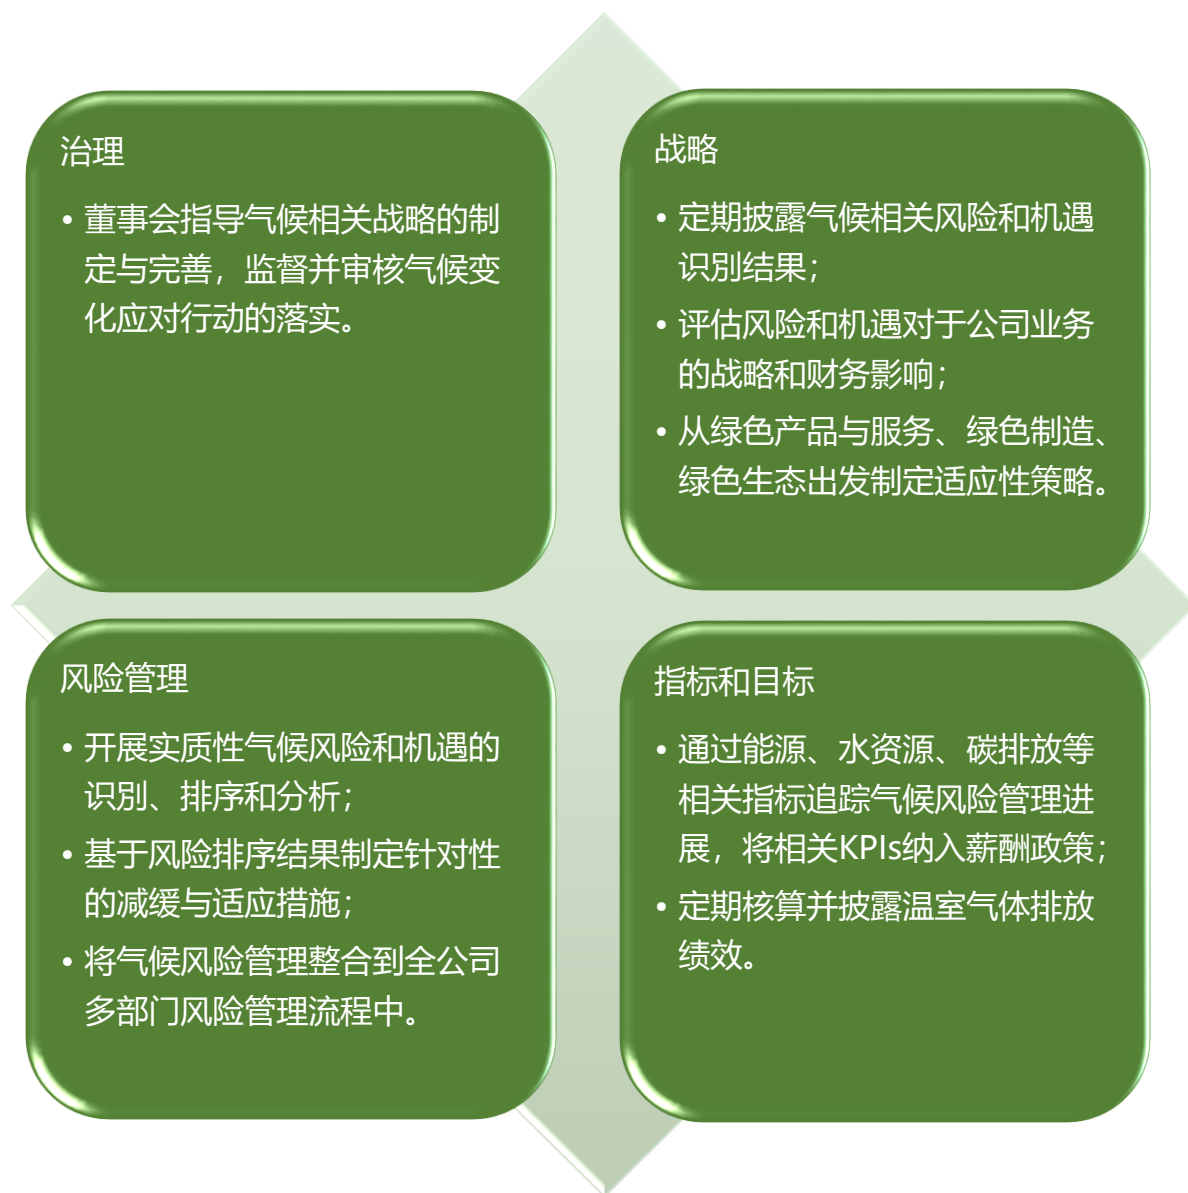 治理
• 董事会指导气候相关战略的制
定与完善，监督并审核气候变
化应对行动的落实。
战略
• 定期披露气候相关风险和机遇
识别结果；
• 评估风险和机遇对于公司业务
的战略和财务影响；
• 从绿色产品与服务、绿色制造、
绿色生态出发制定适应性策略。
风险管理
• 开展实质性气候风险和机遇的
识别、排序和分析；
• 基于风险排序结果制定针对性
的减缓与适应措施；
• 将气候风险管理整合到全公司
多部门风险管理流程中。
指标和目标
• 通过能源、水资源、碳排放等
相关指标追踪气候风险管理进
展，将相关KPIs纳入薪酬政策；
• 定期核算并披露温室气体排放
绩效。